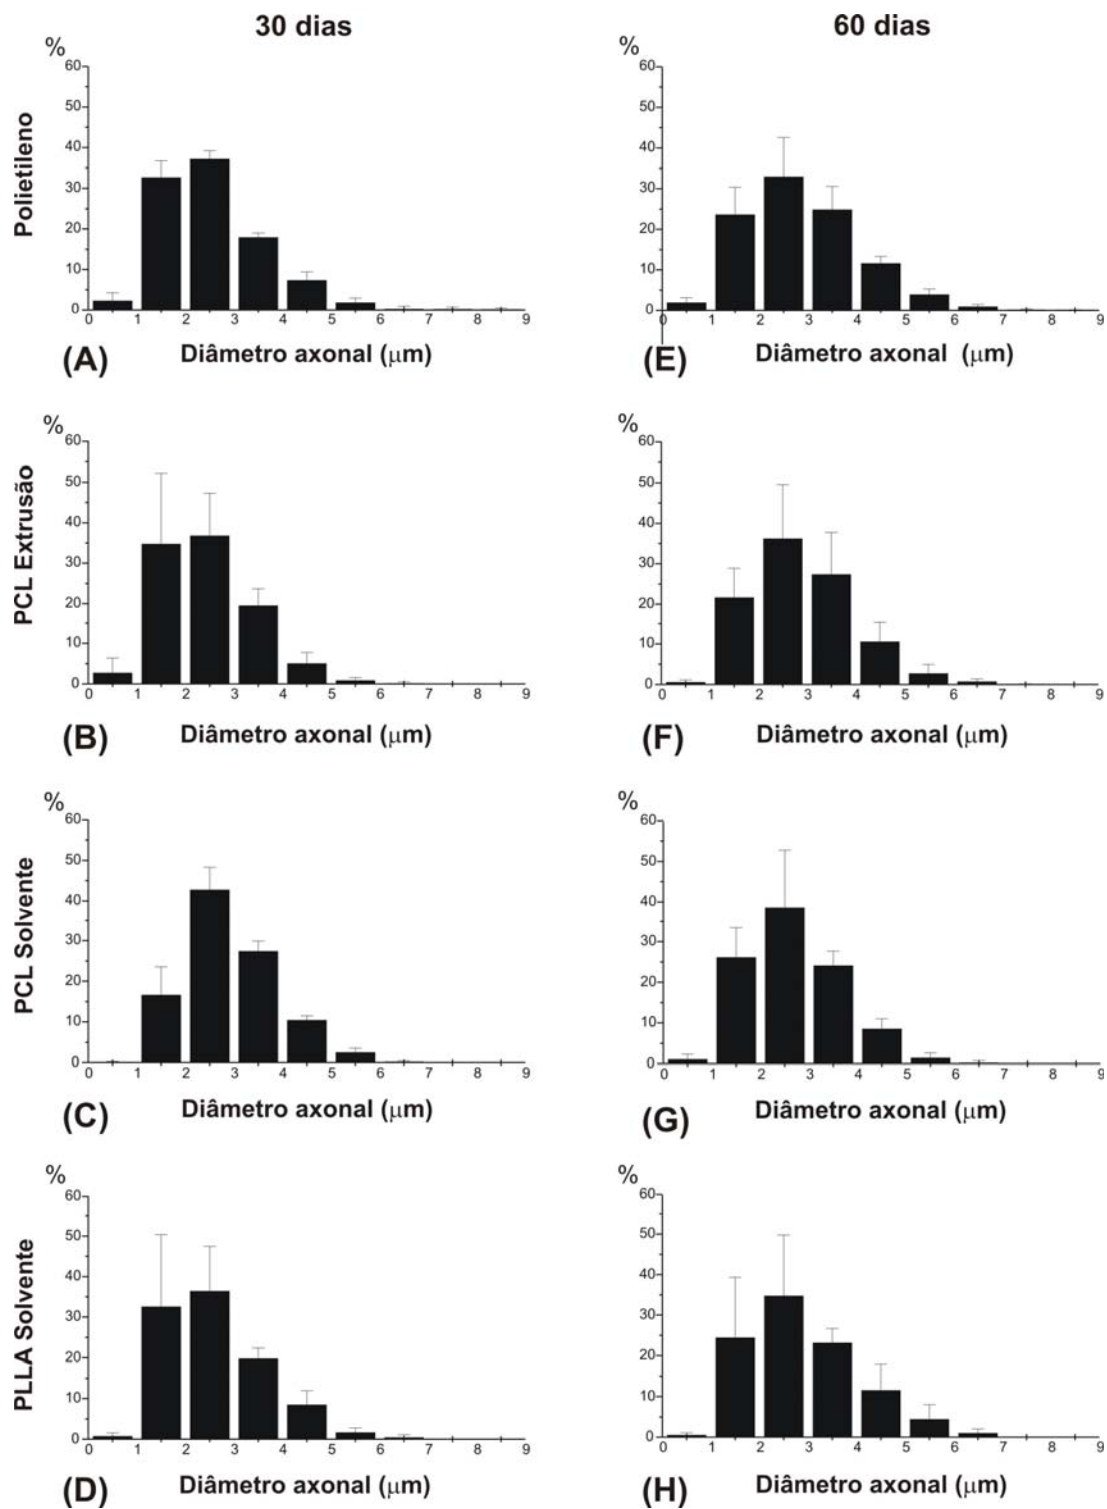 30 dias
60 dias
Polietileno
%
60
50
40
30
20
10
0
0 1 2 3 4 5 6 7 8 9
Diâmetro axonal (μm)
(A)
%
60
50
40
30
20
10
0
0 1 2 3 4 5 6 7 8 9
Diâmetro axonal (μm)
(E)
PCL Extrusão
%
60
50
40
30
20
10
0
0 1 2 3 4 5 6 7 8 9
Diâmetro axonal (μm)
(B)
%
60
50
40
30
20
10
0
0 1 2 3 4 5 6 7 8 9
Diâmetro axonal (μm)
(F)
PCL Solvente
%
60
50
40
30
20
10
0
0 1 2 3 4 5 6 7 8 9
Diâmetro axonal (μm)
(C)
%
60
50
40
30
20
10
0
0 1 2 3 4 5 6 7 8 9
Diâmetro axonal (μm)
(G)
PLLA Solvente
%
60
50
40
30
20
10
0
0 1 2 3 4 5 6 7 8 9
Diâmetro axonal (μm)
(D)
%
60
50
40
30
20
10
0
0 1 2 3 4 5 6 7 8 9
Diâmetro axonal (μm)
(H)